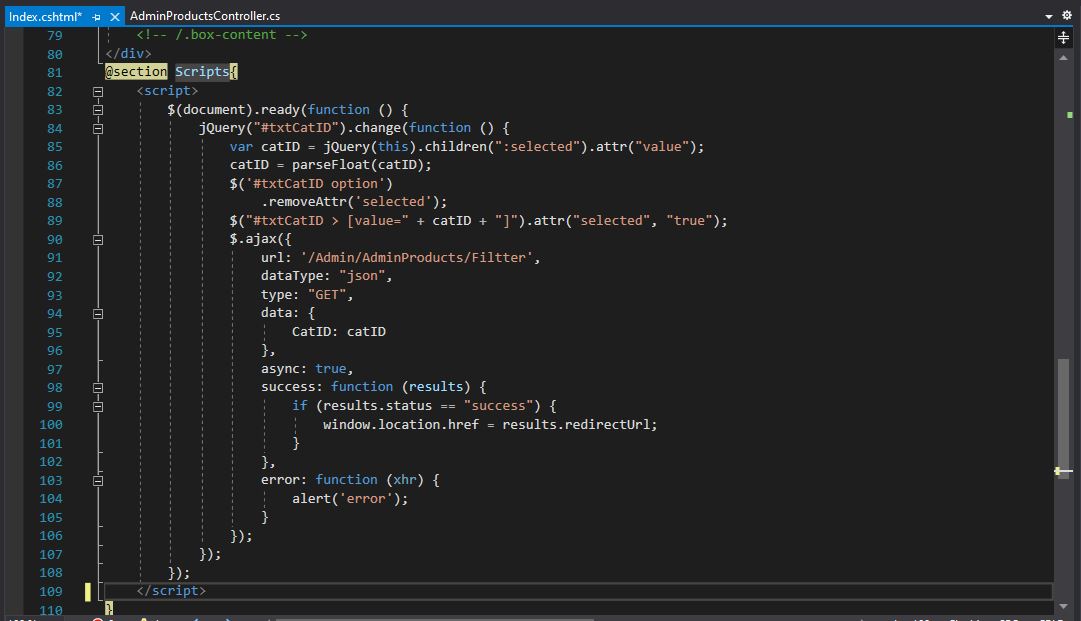 Index.cshtml* AdminProductsController.cs
79 <!-- /.box-content -->
80 </div>
81 @section Scripts{
82 <script>
83 $(document).ready(function () {
84 jQuery("#txtCatID").change(function () {
85 var catID = jQuery(this).children(":selected").attr("value");
86 catID = parseFloat(catID);
87 $('#txtCatID option')
88 .removeAttr('selected');
89 $("#txtCatID > [value=" + catID + "]").attr("selected", "true");
90 $.ajax({
91 url: '/Admin/AdminProducts/Filtter',
92 dataType: "json",
93 type: "GET",
94 data: {
95 CatID: catID
96 },
97 async: true,
98 success: function (results) {
99 if (results.status == "success") {
100 window.location.href = results.redirectUrl;
101 }
102 },
103 error: function (xhr) {
104 alert('error');
105 }
106 });
107 });
108 });
109 </script>
110 }